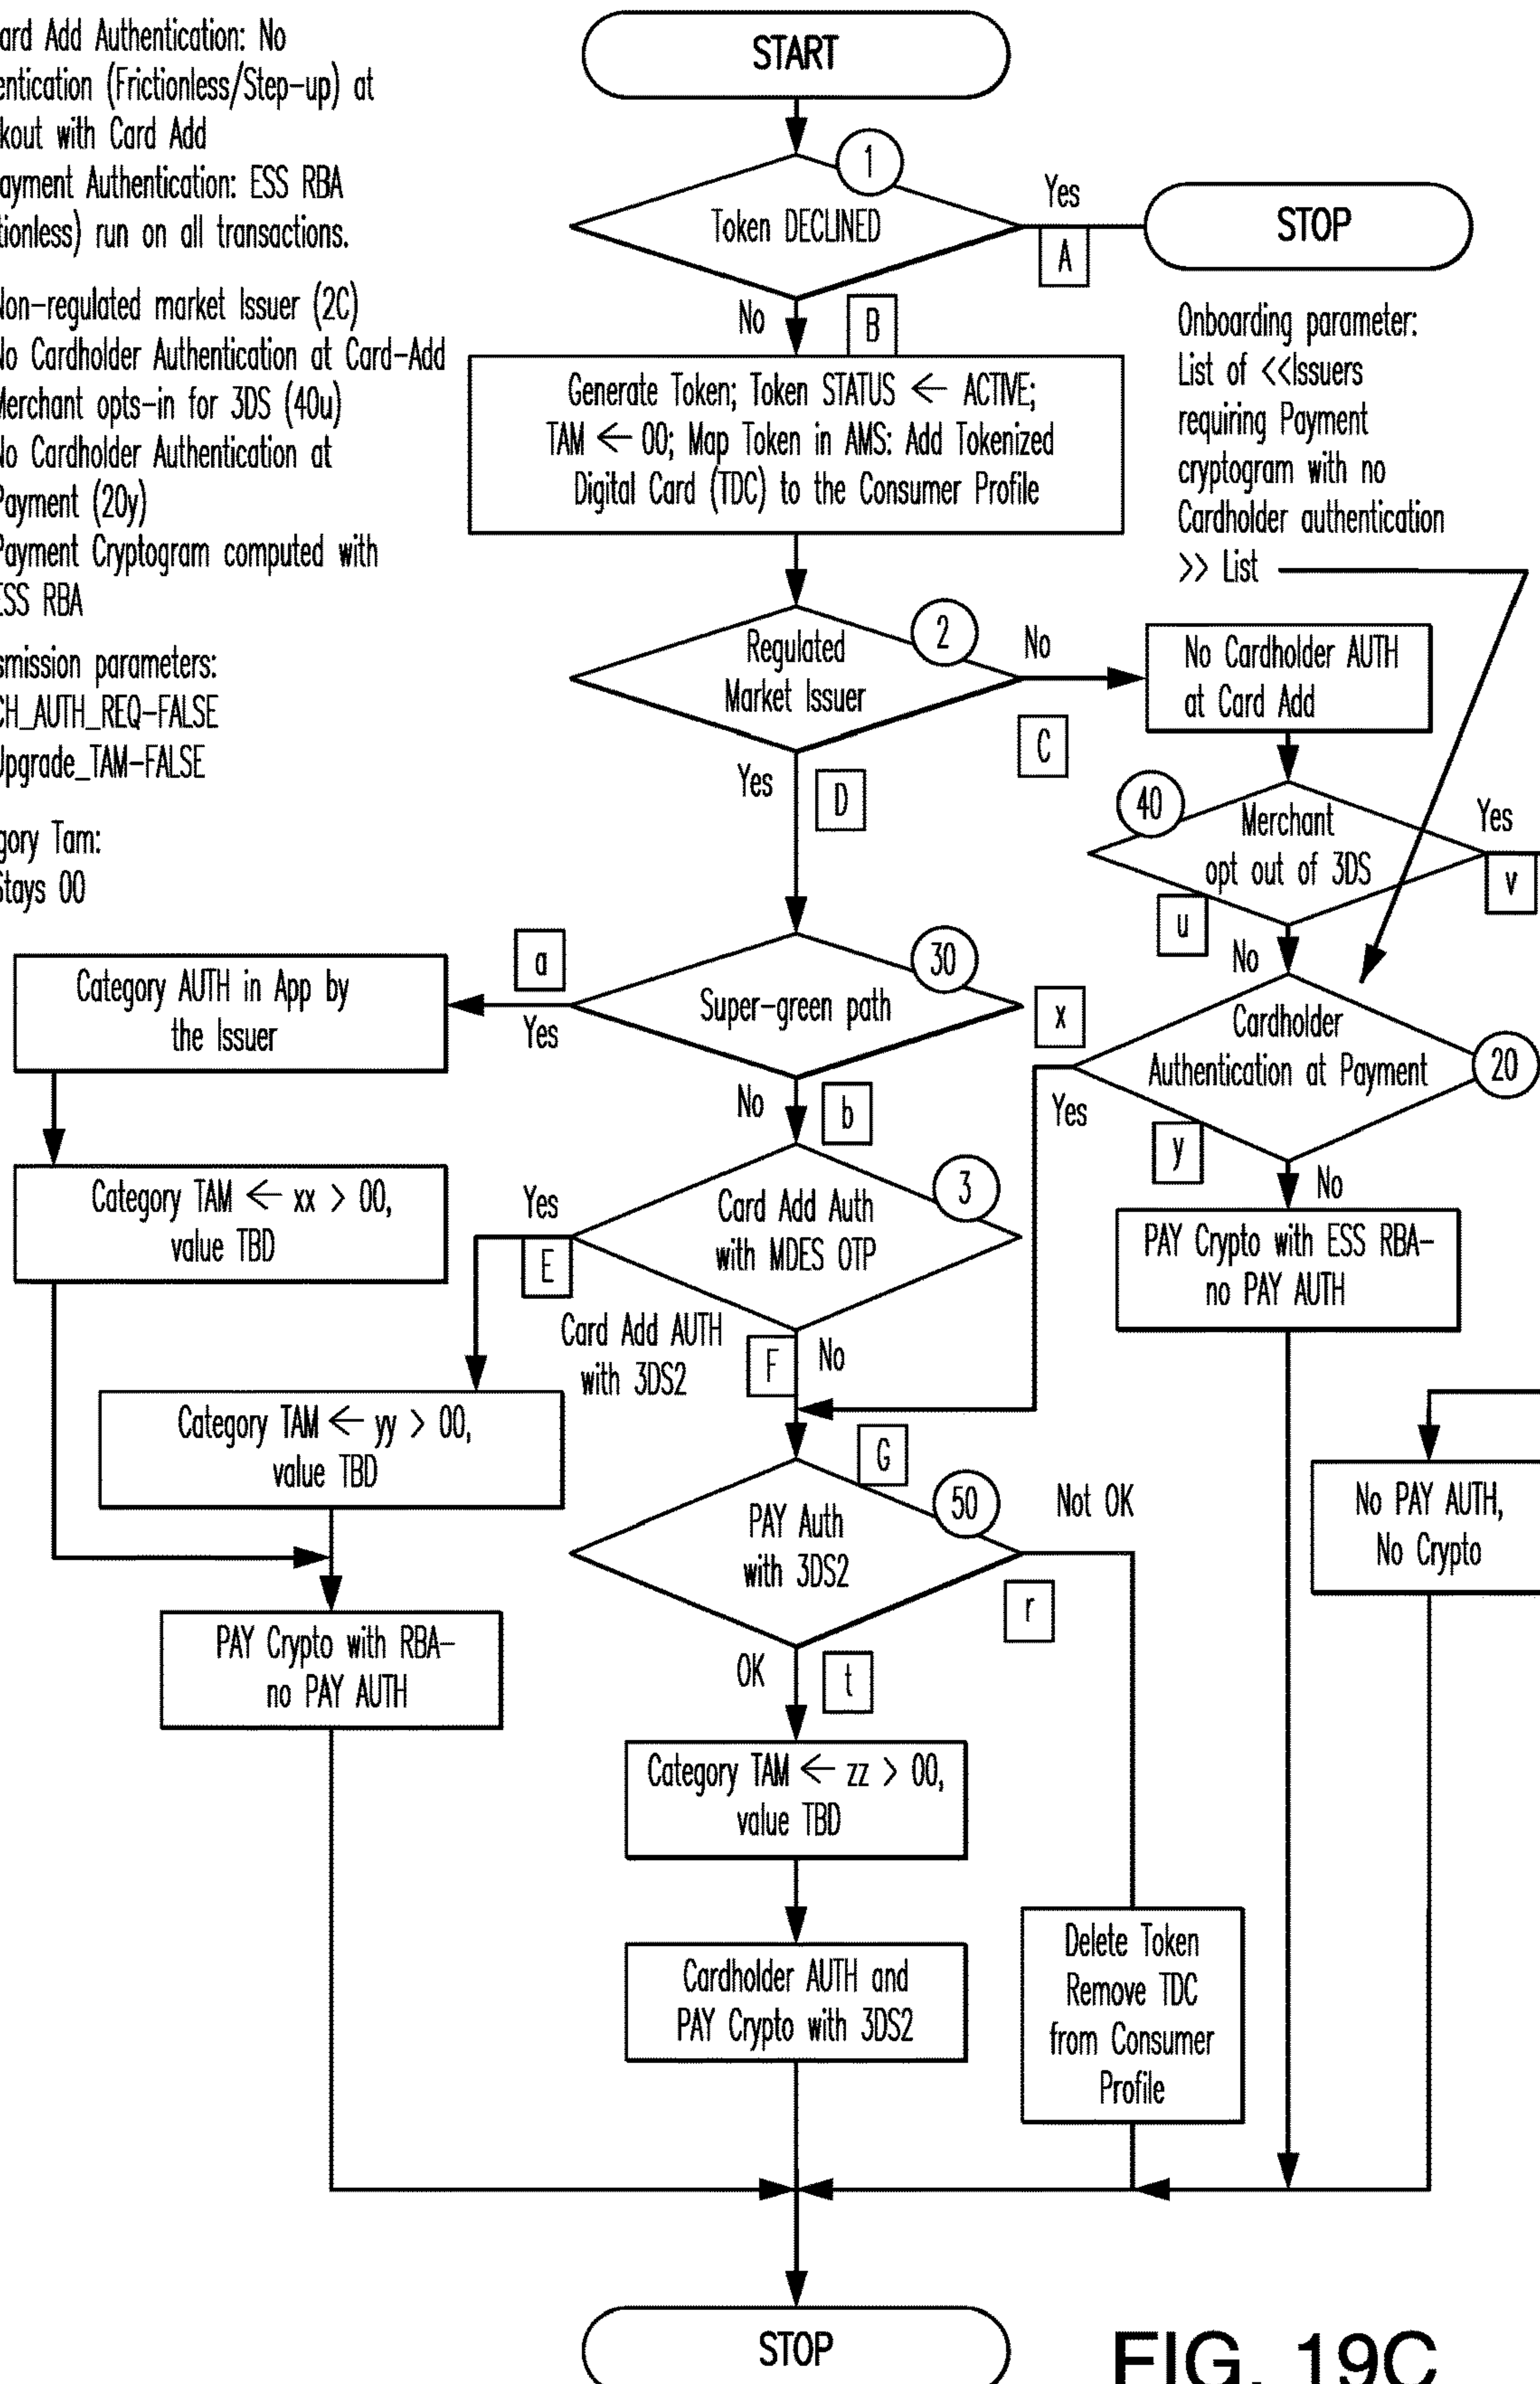 ard Add Authentication: No
entication (Frictionless/Step-up) at
kout with Card Add
ayment Authentication: ESS RBA
tionless) run on all transactions.
Non-regulated market Issuer (2C)
No Cardholder Authentication at Card-Add
Merchant opts-in for 3DS (40u)
No Cardholder Authentication at
Payment (20y)
Payment Cryptogram computed with
ESS RBA
smission parameters:
CH_AUTH_REQ-FALSE
Upgrade_TAM-FALSE
gory Tam:
Stays 00
START
1
Token DECLINED
Yes
A
STOP
No
B
Generate Token; Token STATUS ← ACTIVE;
TAM ← 00; Map Token in AMS: Add Tokenized
Digital Card (TDC) to the Consumer Profile
Onboarding parameter:
List of <<Issuers
requiring Payment
cryptogram with no
Cardholder authentication
>> List
2
Regulated
Market Issuer
No
C
No Cardholder AUTH
at Card Add
Yes
D
40
Merchant
opt out of 3DS
Yes
v
u
No
30
Super-green path
a
Yes
Category AUTH in App by
the Issuer
x
Cardholder
Authentication at Payment
20
Yes
No
b
y
No
Category TAM ← xx > 00,
value TBD
3
Card Add Auth
with MDES OTP
Yes
E
PAY Crypto with ESS RBA-
no PAY AUTH
Card Add AUTH
with 3DS2
F
No
Category TAM ← yy > 00,
value TBD
G
50
PAY Auth
with 3DS2
Not OK
r
No PAY AUTH,
No Crypto
OK
t
PAY Crypto with RBA-
no PAY AUTH
Category TAM ← zz > 00,
value TBD
Cardholder AUTH and
PAY Crypto with 3DS2
Delete Token
Remove TDC
from Consumer
Profile
STOP
FIG. 19C